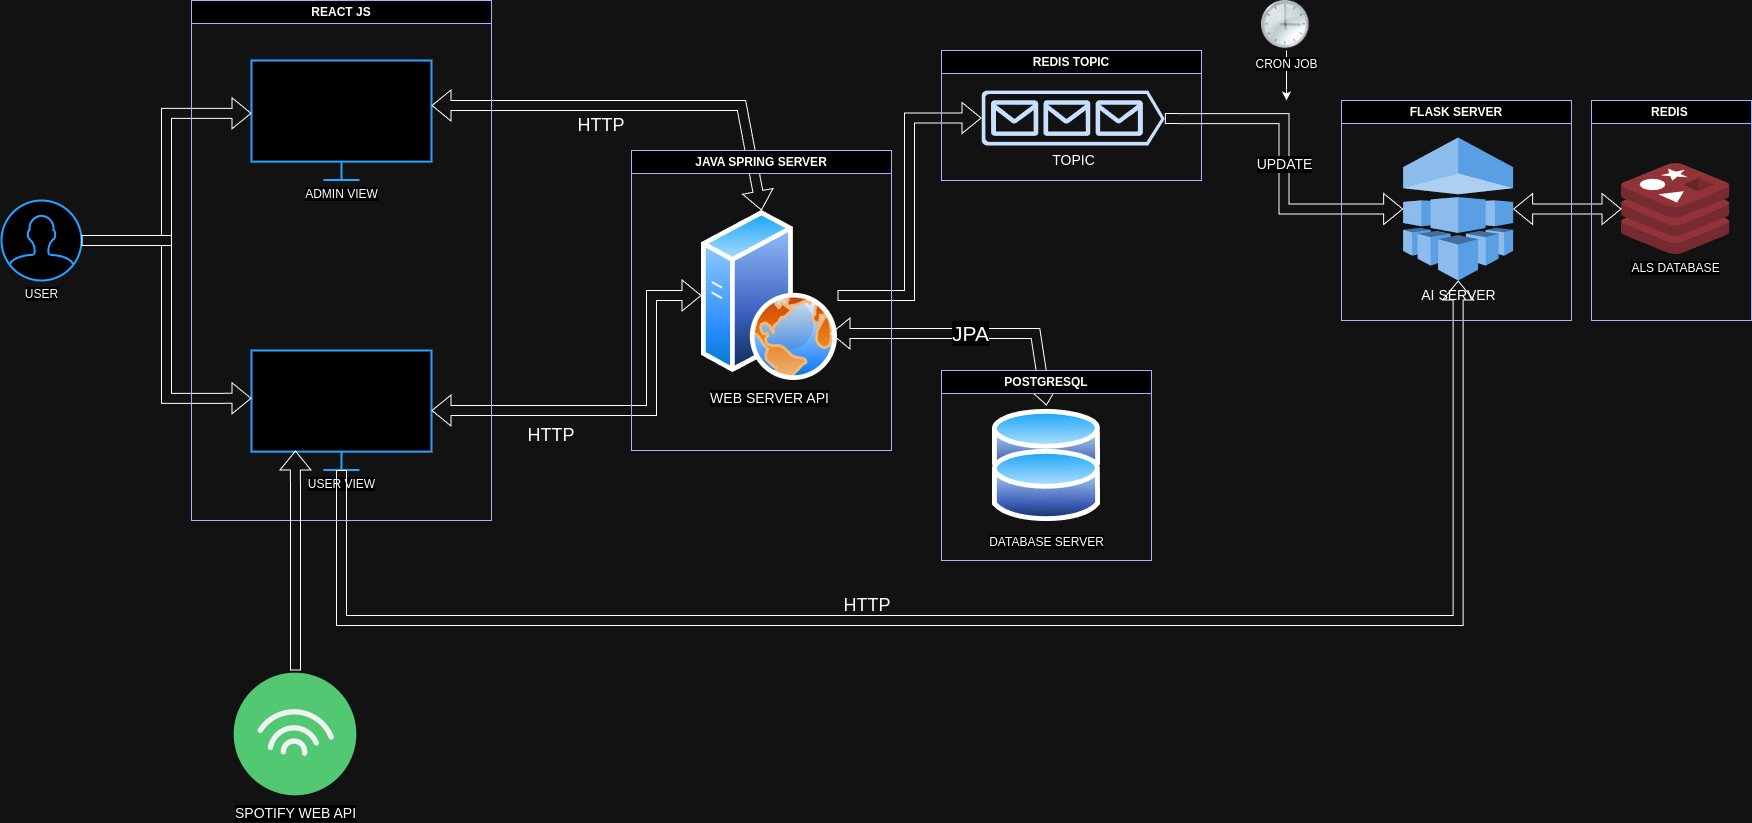 REACT JS
ADMIN VIEW
USER
USER VIEW
HTTP
HTTP
JAVA SPRING SERVER
WEB SERVER API
REDIS TOPIC
TOPIC
CRON JOB
UPDATE
FLASK SERVER
AI SERVER
REDIS
ALS DATABASE
JPA
POSTGRESQL
DATABASE SERVER
HTTP
SPOTIFY WEB API